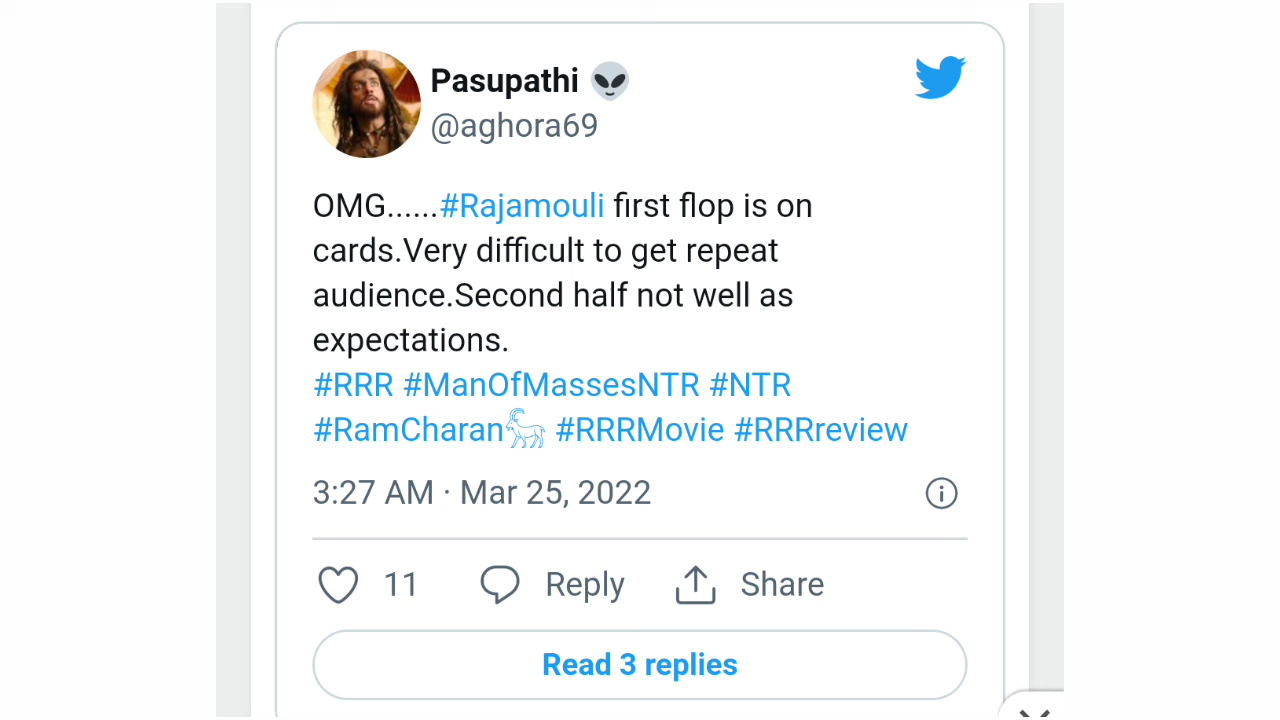 Pasupathi 👽
@aghora69
OMG......#Rajamouli first flop is on
cards.Very difficult to get repeat
audience.Second half not well as
expectations.
#RRR #ManOfMassesNTR #NTR
#RamCharan🐐 #RRRMovie #RRRreview
3:27 AM · Mar 25, 2022
11 Reply Share
Read 3 replies